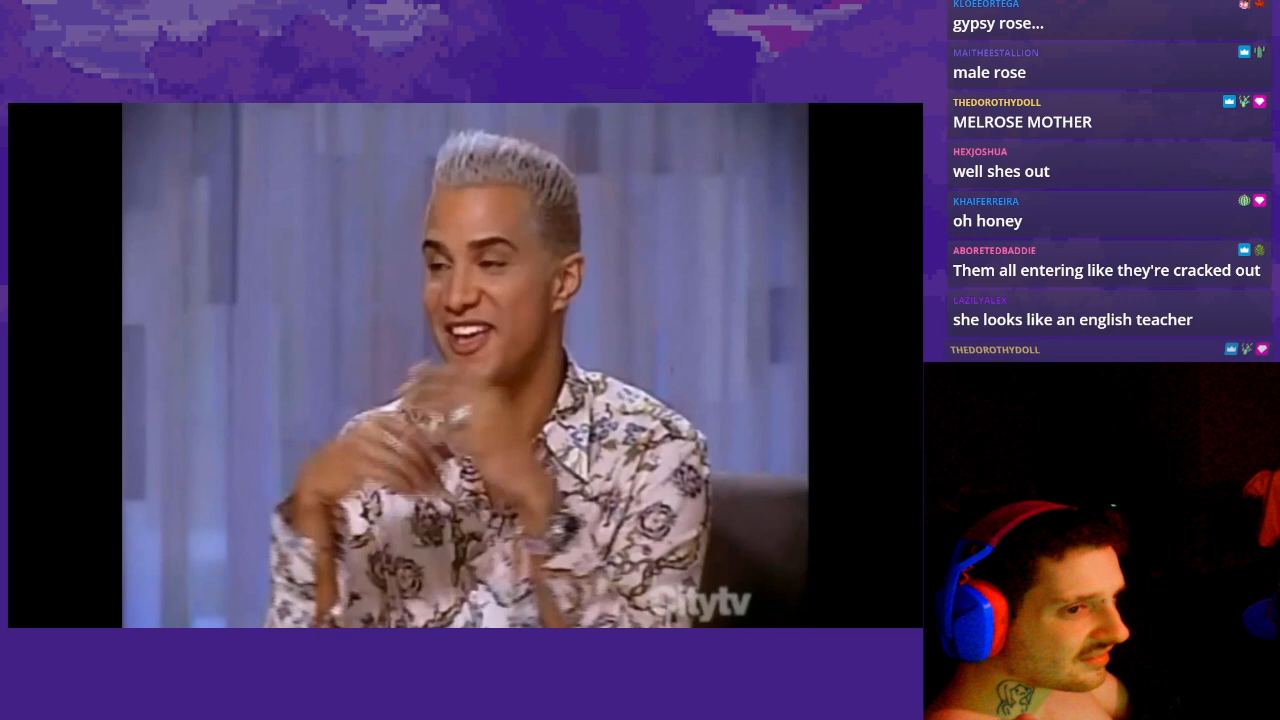 KLOEEORTEGA
gypsy rose...
MAITHEESTALLION
male rose
THEDOROTHYDOLL
MELROSE MOTHER
HEXJOSHUA
well shes out
KHAIFERREIRA
oh honey
ABORETEDBADDIE
Them all entering like they're cracked out
LAZILYALEX
she looks like an english teacher
THEDOROTHYDOLL
Citytv